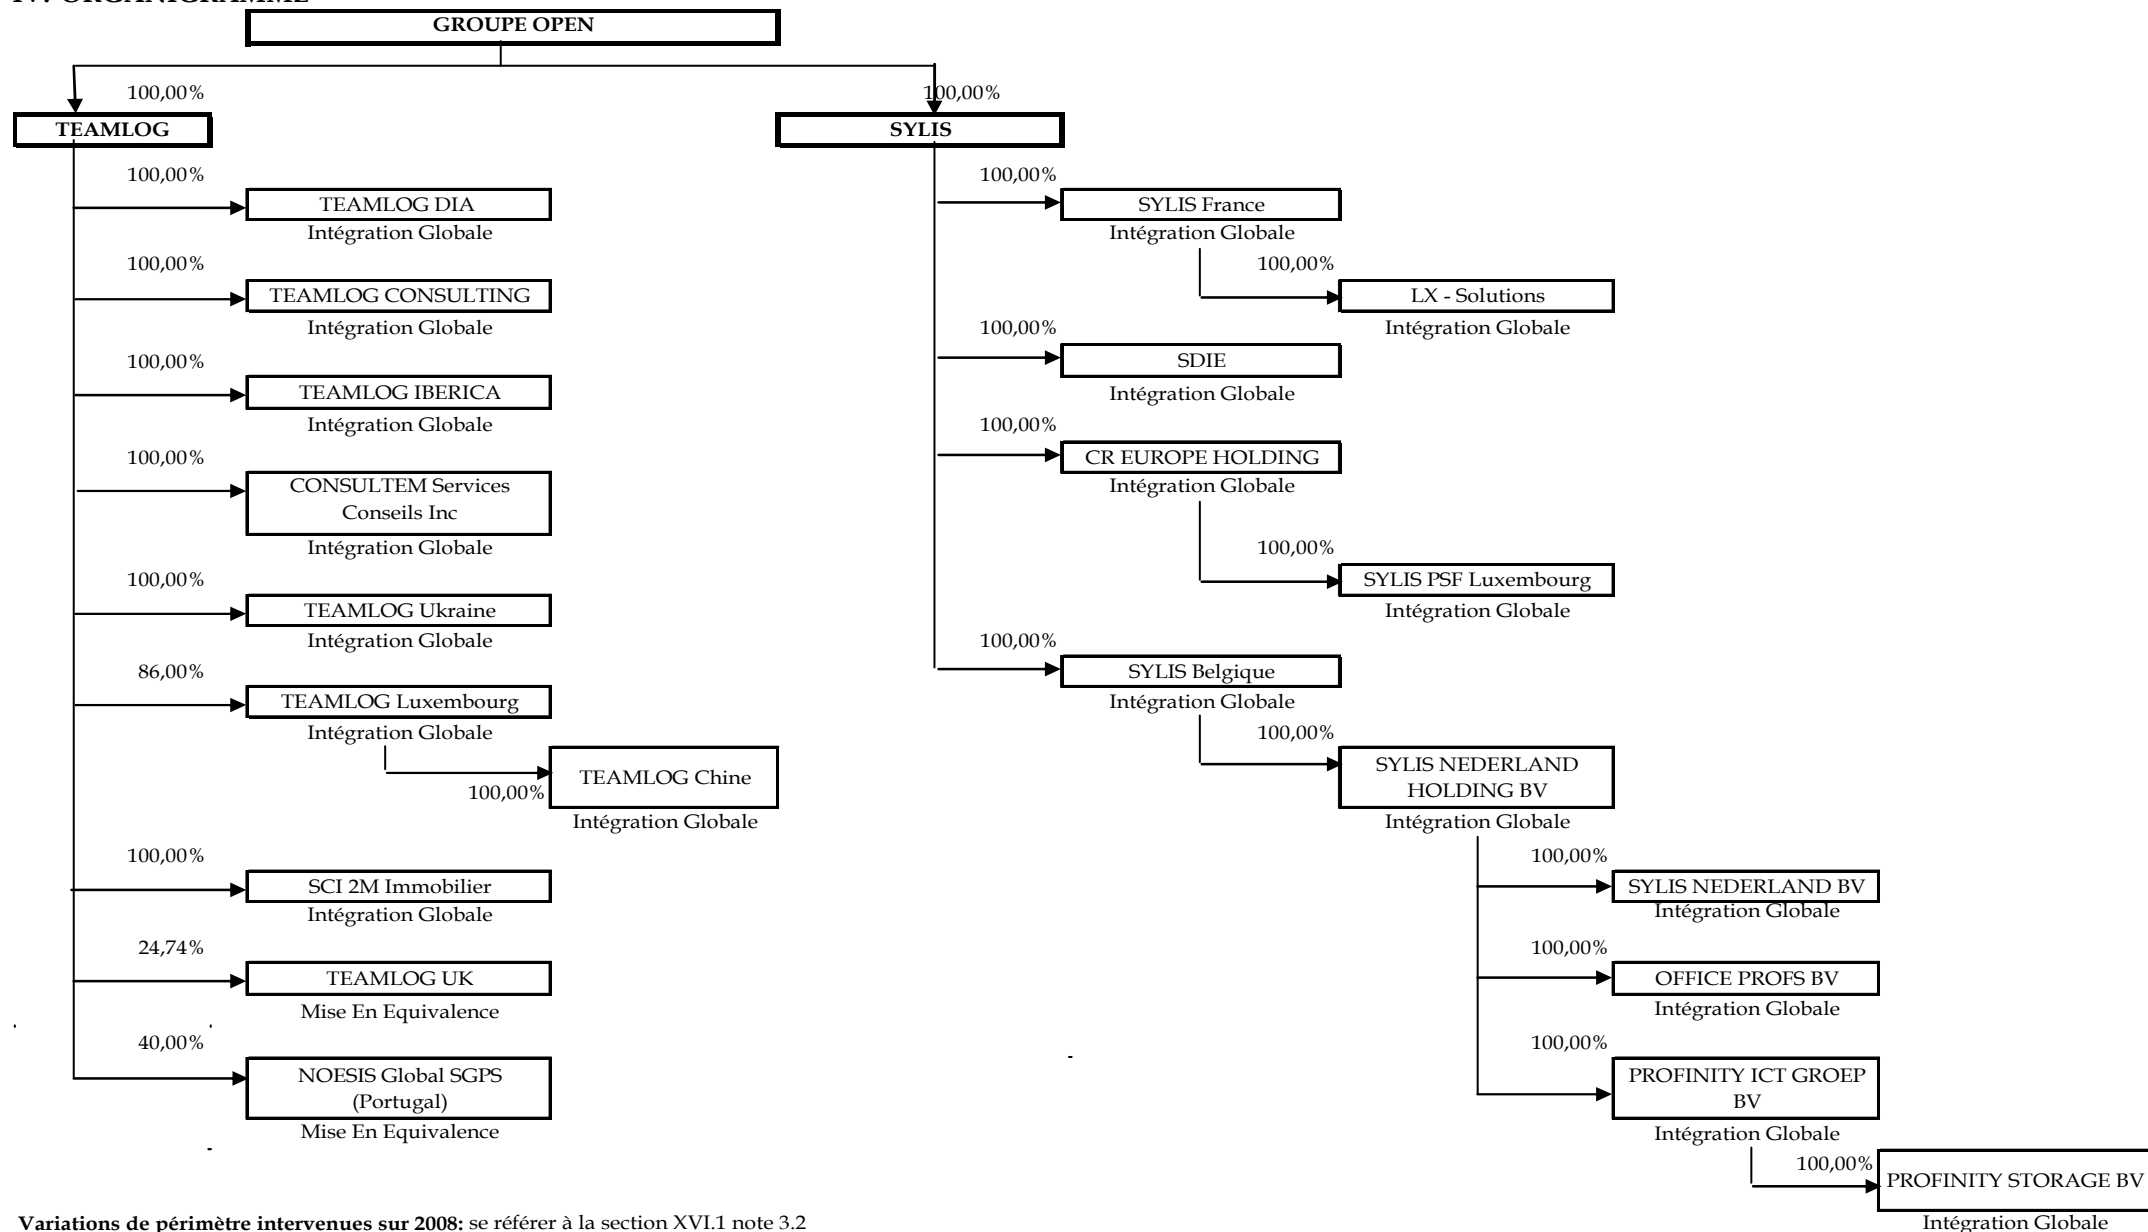 IV. ORGANIGRAMME
GROUPE OPEN
100,00%
100,00%
TEAMLOG
SYLIS
100,00%
TEAMLOG DIA
Intégration Globale
100,00%
TEAMLOG CONSULTING
Intégration Globale
100,00%
TEAMLOG IBERICA
Intégration Globale
100,00%
CONSULTEM Services
Conseils Inc
Intégration Globale
100,00%
TEAMLOG Ukraine
Intégration Globale
86,00%
TEAMLOG Luxembourg
Intégration Globale
TEAMLOG Chine
100,00%
Intégration Globale
100,00%
SCI 2M Immobilier
Intégration Globale
24,74%
TEAMLOG UK
Mise En Equivalence
40,00%
NOESIS Global SGPS
(Portugal)
Mise En Equivalence
100,00%
SYLIS France
Intégration Globale
100,00%
LX - Solutions
Intégration Globale
100,00%
SDIE
Intégration Globale
100,00%
CR EUROPE HOLDING
Intégration Globale
100,00%
SYLIS PSF Luxembourg
Intégration Globale
100,00%
SYLIS Belgique
Intégration Globale
100,00%
SYLIS NEDERLAND
HOLDING BV
Intégration Globale
100,00%
SYLIS NEDERLAND BV
Intégration Globale
100,00%
OFFICE PROFS BV
Intégration Globale
100,00%
PROFINITY ICT GROEP
BV
Intégration Globale
100,00%
PROFINITY STORAGE BV
Intégration Globale
Variations de périmètre intervenues sur 2008: se référer à la section XVI.1 note 3.2